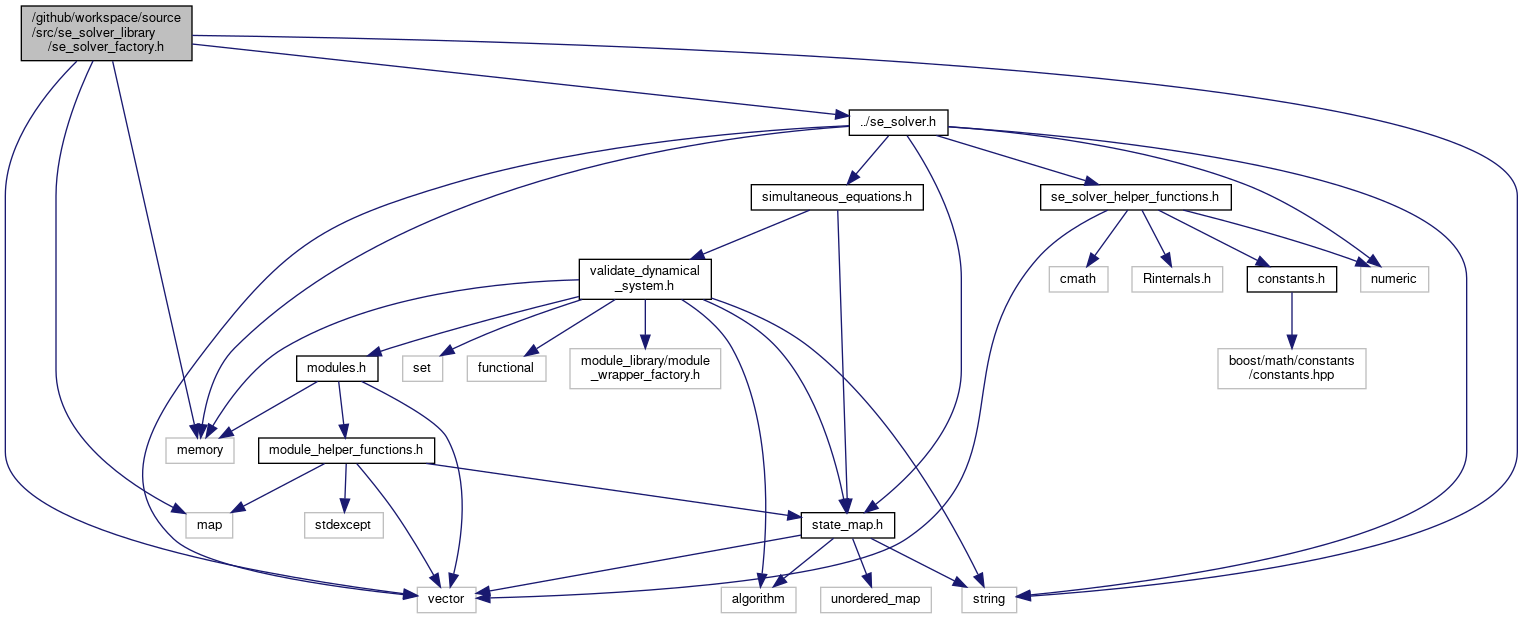 /github/workspace/source
/src/se_solver_library
/se_solver_factory.h
../se_solver.h
simultaneous_equations.h
se_solver_helper_functions.h
validate_dynamical
_system.h
cmath
Rinternals.h
constants.h
numeric
modules.h
set
functional
module_library/module
_wrapper_factory.h
boost/math/constants
/constants.hpp
memory
module_helper_functions.h
map
stdexcept
state_map.h
vector
algorithm
unordered_map
string